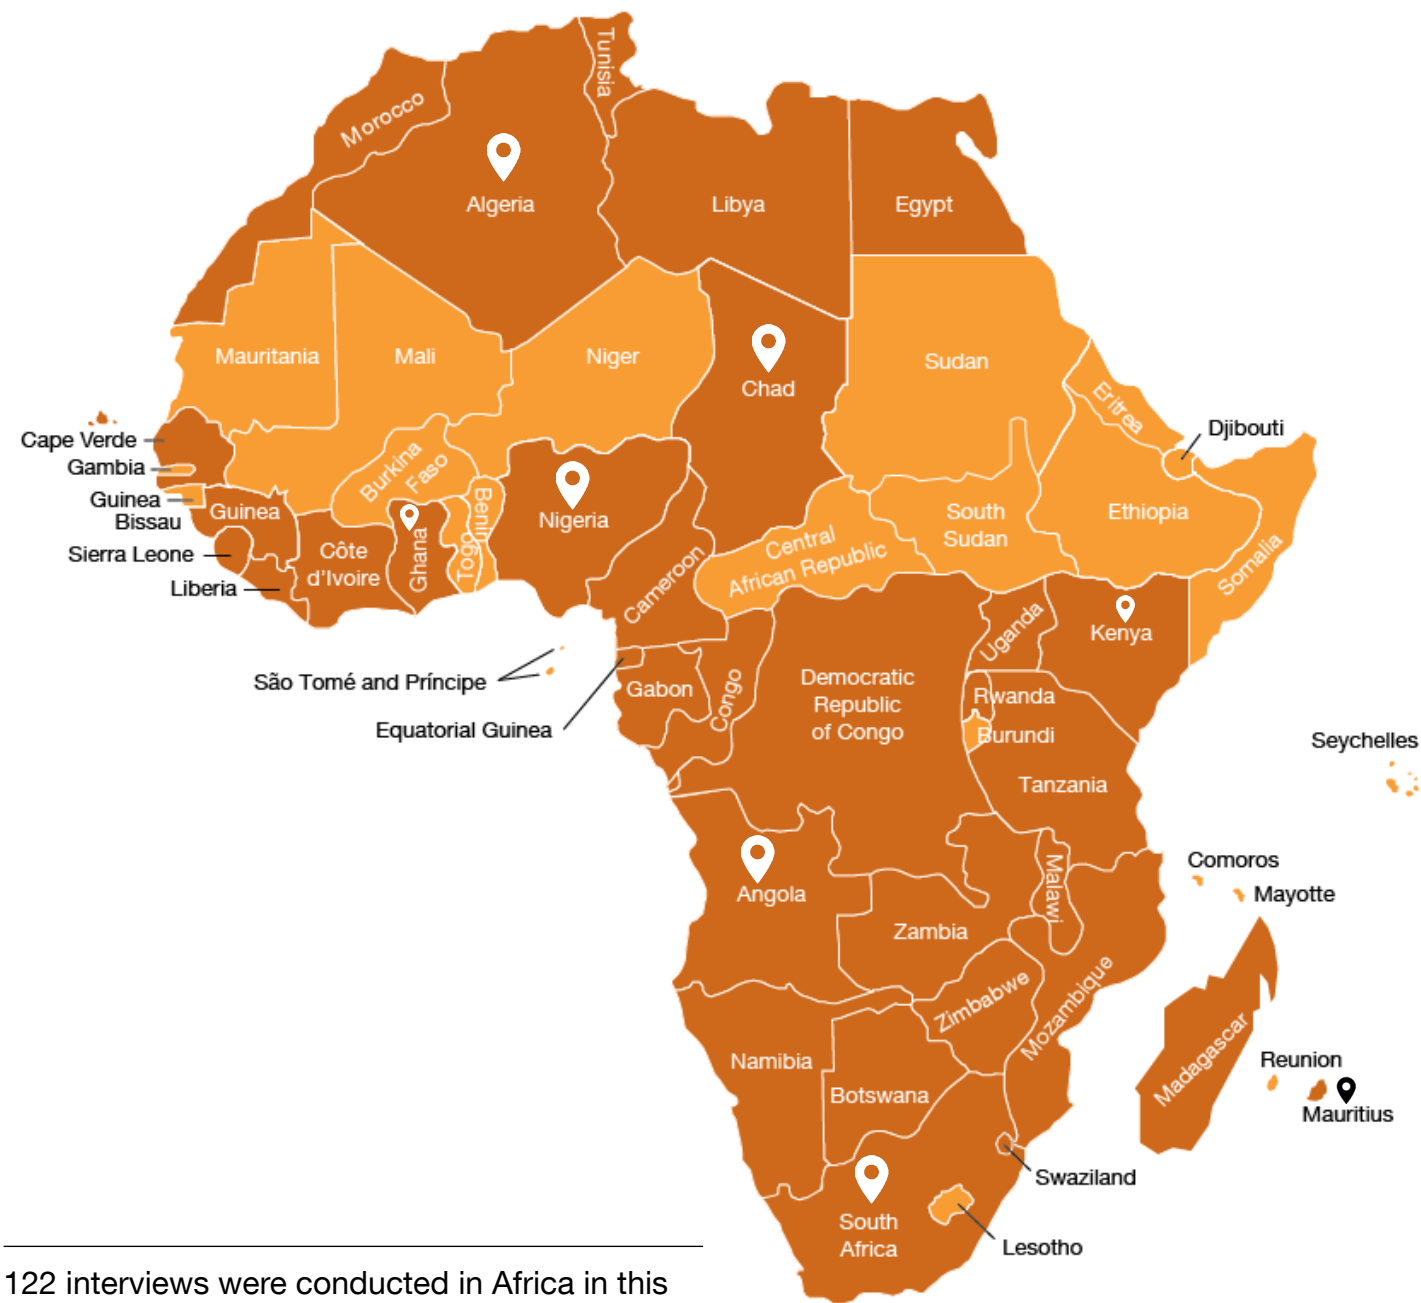 Tunisia
Morocco
Algeria
Libya
Egypt
Mauritania
Mali
Niger
Chad
Sudan
Eritrea
Djibouti
Cape Verde
Gambia
Guinea
Bissau
Sierra Leone
Liberia
Guinea
Côte
d'Ivoire
Burkina
Faso
Ghana
Togo
Benin
Nigeria
Cameroon
Central
African Republic
South
Sudan
Ethiopia
Somalia
São Tomé and Príncipe
Equatorial Guinea
Gabon
Congo
Democratic
Republic
of Congo
Uganda
Kenya
Rwanda
Burundi
Tanzania
Seychelles
Comoros
Mayotte
Angola
Zambia
Malawi
Mozambique
Zimbabwe
Madagascar
Reunion
Mauritius
Namibia
Botswana
Swaziland
South
Africa
Lesotho
122 interviews were conducted in Africa in this